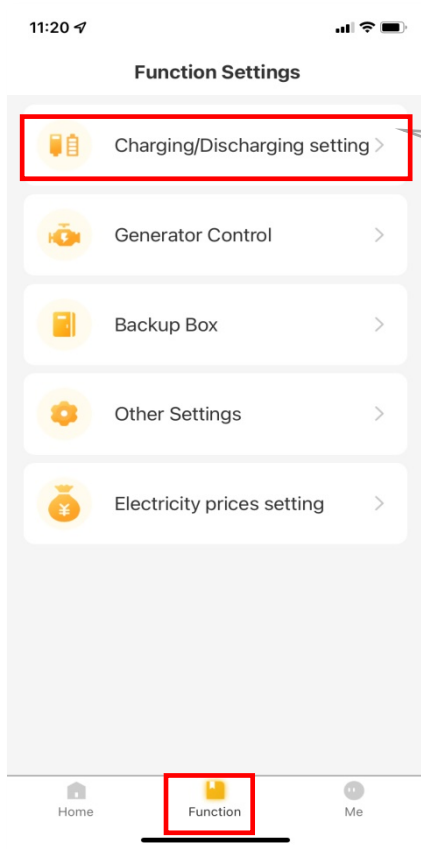 11:20
Function Settings
Charging/Discharging setting
Generator Control
Backup Box
Other Settings
Electricity prices setting
¥
Home
Function
Me